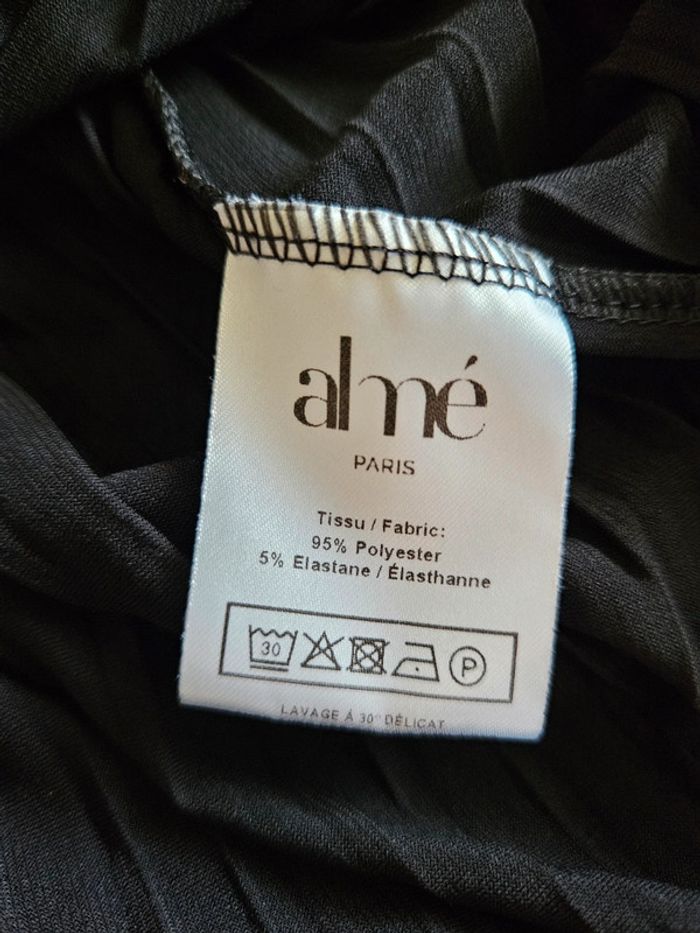 almé
PARIS
Tissu / Fabric:
95% Polyester
5% Elastane / Élasthanne
30 P
LAVAGE À 30° DÉLICAT